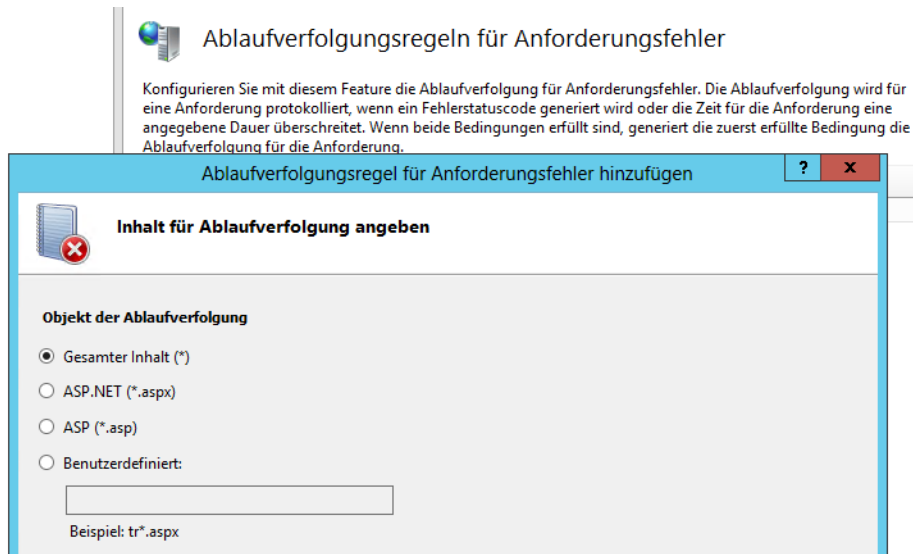 Ablaufverfolgungsregeln für Anforderungsfehler
Konfigurieren Sie mit diesem Feature die Ablaufverfolgung für Anforderungsfehler. Die Ablaufverfolgung wird für
eine Anforderung protokolliert, wenn ein Fehlerstatuscode generiert wird oder die Zeit für die Anforderung eine
angegebene Dauer überschreitet. Wenn beide Bedingungen erfüllt sind, generiert die zuerst erfüllte Bedingung die
Ablaufverfolgung für die Anforderung.
Ablaufverfolgungsregel für Anforderungsfehler hinzufügen ? x
Inhalt für Ablaufverfolgung angeben
Objekt der Ablaufverfolgung
Gesamter Inhalt (*)
ASP.NET (*.aspx)
ASP (*.asp)
Benutzerdefiniert:
Beispiel: tr*.aspx